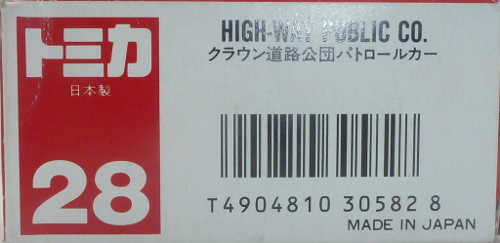 トミカ
日本製
28
HIGH-WAY PUBLIC CO.
クラウン道路公団パトロールカー
T4904810 30582 8
MADE IN JAPAN